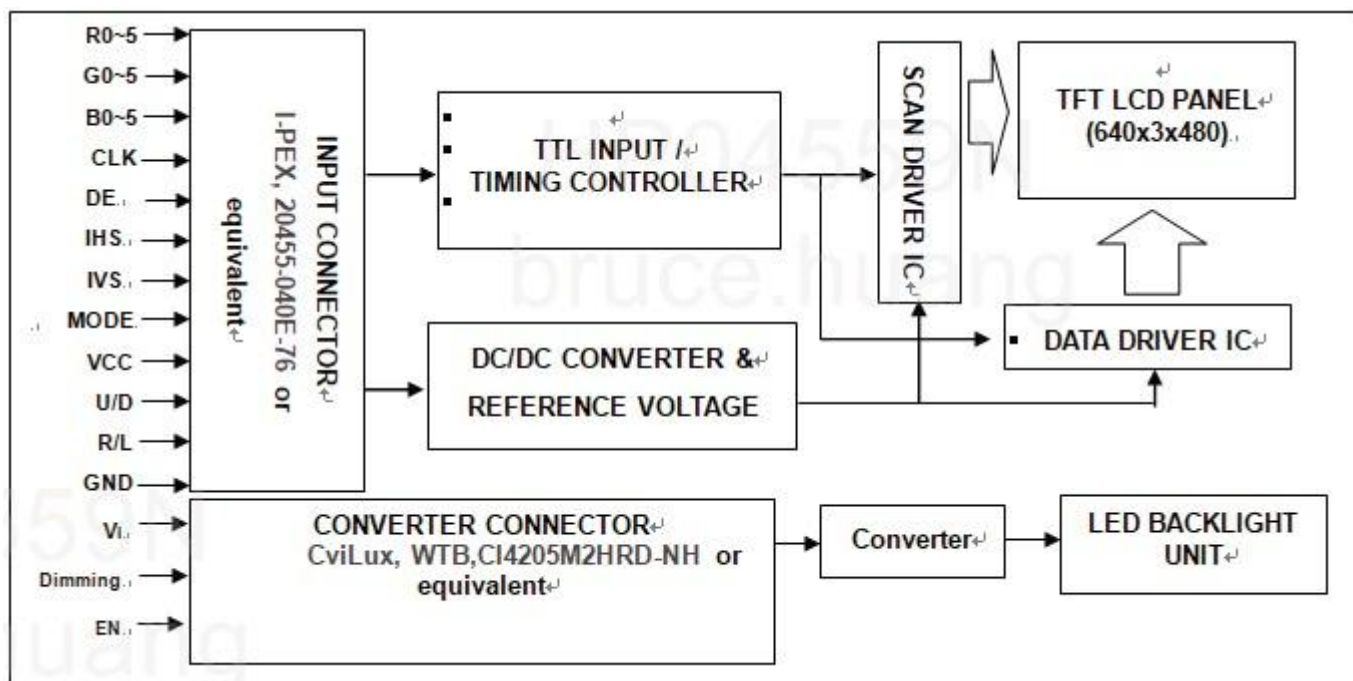 R0~5
G0~5
B0~5
CLK
DE
IHS
IVS
MODE
VCC
U/D
R/L
GND
Vi
Dimming
EN
INPUT CONNECTOR
I-PEX, 20455-040E-76 or
equivalent
TTL INPUT /
TIMING CONTROLLER
DC/DC CONVERTER &
REFERENCE VOLTAGE
SCAN DRIVER IC
TFT LCD PANEL
(640x3x480)
DATA DRIVER IC
CONVERTER CONNECTOR
CviLux, WTB,CI4205M2HRD-NH or
equivalent
Converter
LED BACKLIGHT
UNIT
bruce.huang
559N
huang